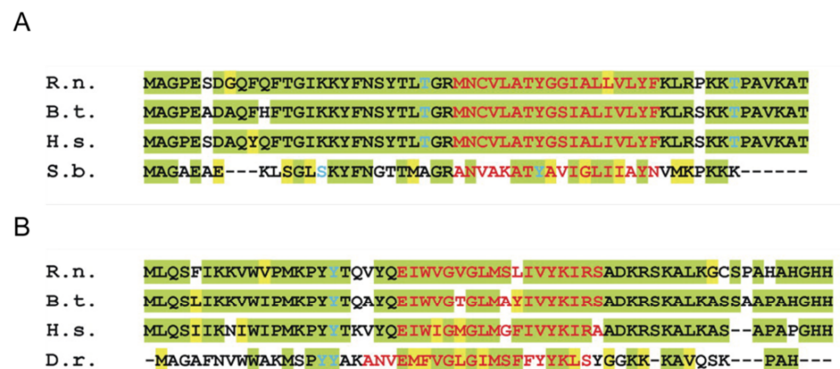 A
R.n. MAGPESDGQFQFTGIKKYFNSYTLTGRMNCVLATYGGIALLVLYFKLRPKKTPAVKAT
B.t. MAGPEADAQFHFTGIKKYFNSYTLTGRMNCVLATYGSIALIVLYFKLRSKKTPAVKAT
H.s. MAGPESDAQYQFTGIKKYFNSYTLTGRMNCVLATYGSIALIVLYFKLRSKKTPAVKAT
S.b. MAGAEAE---KLSGLSKYFNGTTMAGRANVAKATYAVIGLIIAYNVMKPKKK------
B
R.n. MLQSFIKKVWVPMKPYYTQVYQEIWVGVGLMSLIVYKIRSADKRSKALKGCSPAHAHGHH
B.t. MLQSLIKKVWIPMKPYYTQAYQEIWVGTGLMAYIVYKIRSADKRSKALKASSAAPAHGHH
H.s. MLQSIIKNIWIPMKPYYTKVYQEIWIGMGLMGFIVYKIRAADKRSKALKAS--APAPGHH
D.r. -MAGAFNVWWAKMSPYYAKANVEMFVGLGIMSFFYYKLSYGGKK-KAVQSK---PAH---